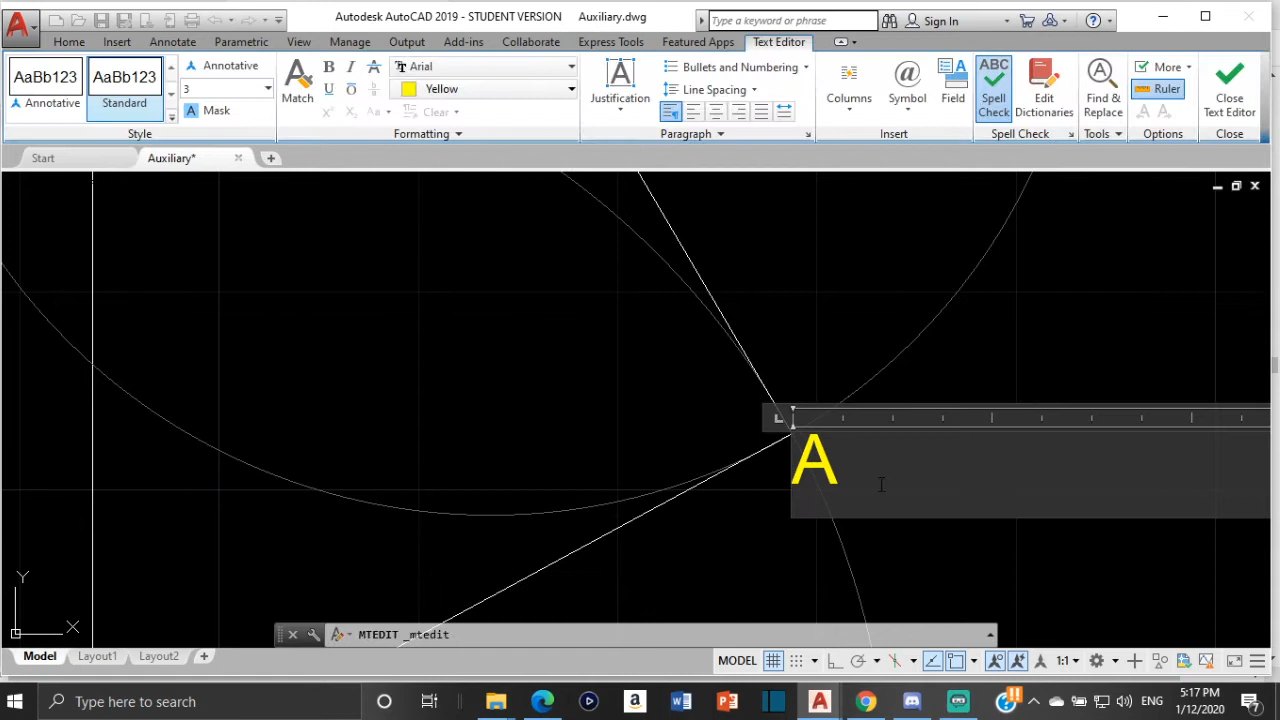 Autodesk AutoCAD 2019 - STUDENT VERSION Auxiliary.dwg
Type a keyword or phrase
Sign In
Home Insert Annotate Parametric View Manage Output Add-ins Collaborate Express Tools Featured Apps Text Editor
AaBb123 AaBb123
Annotative Standard
Annotative
3
Mask
Style
Match
Arial
Yellow
Clear
Formatting
Justification
Bullets and Numbering
Line Spacing
Paragraph
Columns Symbol Field
Insert
ABC
Spell Check
Edit Dictionaries
Spell Check
Find & Replace
Tools
More
Ruler
Options
Close Text Editor
Close
Start Auxiliary*
A
Y
X
MTEDIT _mtedit
Model Layout1 Layout2
MODEL 1:1
Type here to search
ENG
5:17 PM
1/12/2020
7